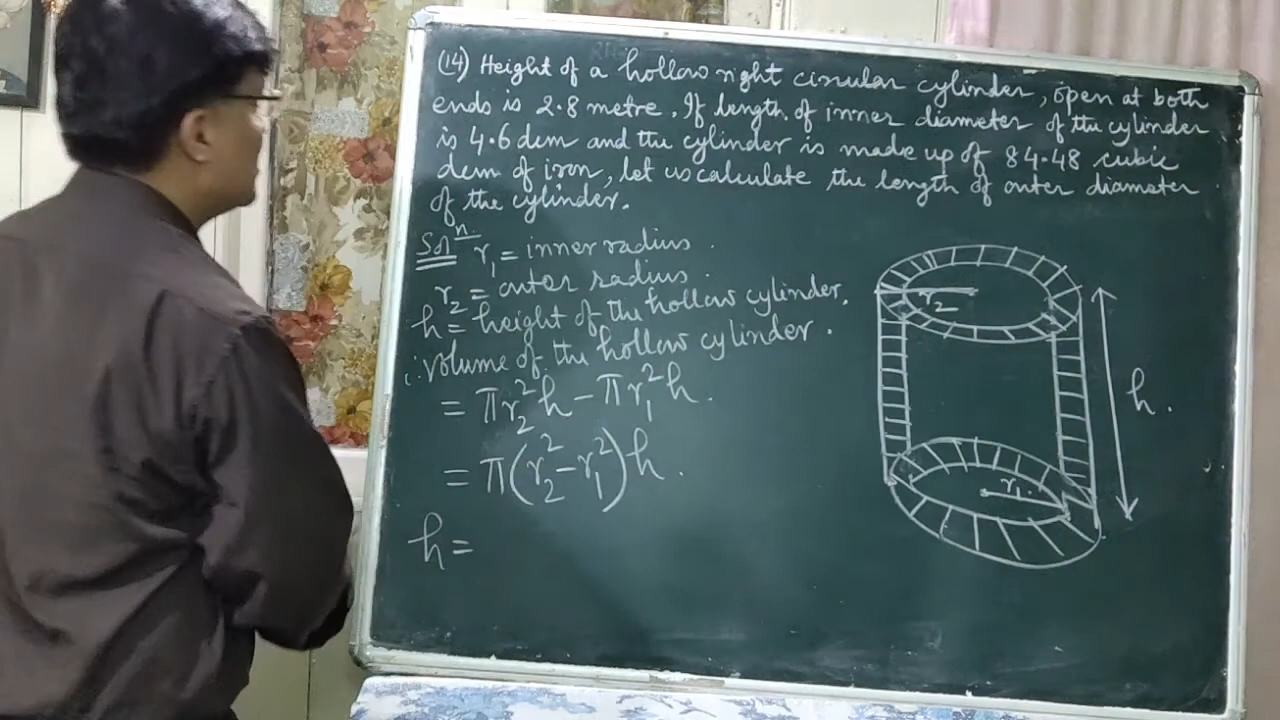 (14) Height of a hollow right circular cylinder, open at both
ends is 2.8 metre. If length of inner diameter of the cylinder
is 4.6 dcm and the cylinder is made up of 84.48 cubic
dcm of iron, let us calculate the length of outer diameter
of the cylinder.
Solⁿ r₁ = inner radius.
r₂ = outer radius.
h = height of the hollow cylinder.
∴ Volume of the hollow cylinder.
= πr₂²h - πr₁²h.
= π(r₂² - r₁²)h.
h =
r₂
h.
r₁.